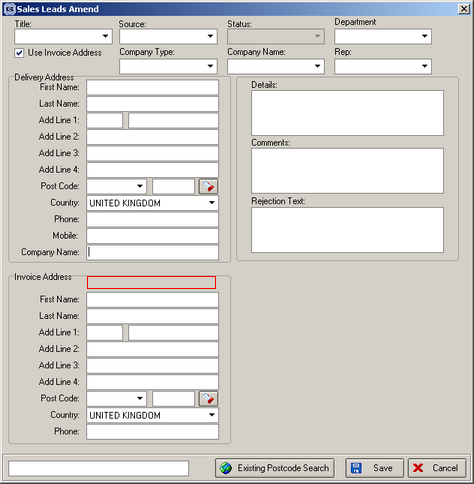 Sales Leads Amend
Title:
Source:
Status:
Department
Use Invoice Address
Company Type:
Company Name:
Rep:
Delivery Address
First Name:
Last Name:
Add Line 1:
Add Line 2:
Add Line 3:
Add Line 4:
Post Code:
Country: UNITED KINGDOM
Phone:
Mobile:
Company Name:
Details:
Comments:
Rejection Text:
Invoice Address
First Name:
Last Name:
Add Line 1:
Add Line 2:
Add Line 3:
Add Line 4:
Post Code:
Country: UNITED KINGDOM
Phone:
Existing Postcode Search
Save
Cancel